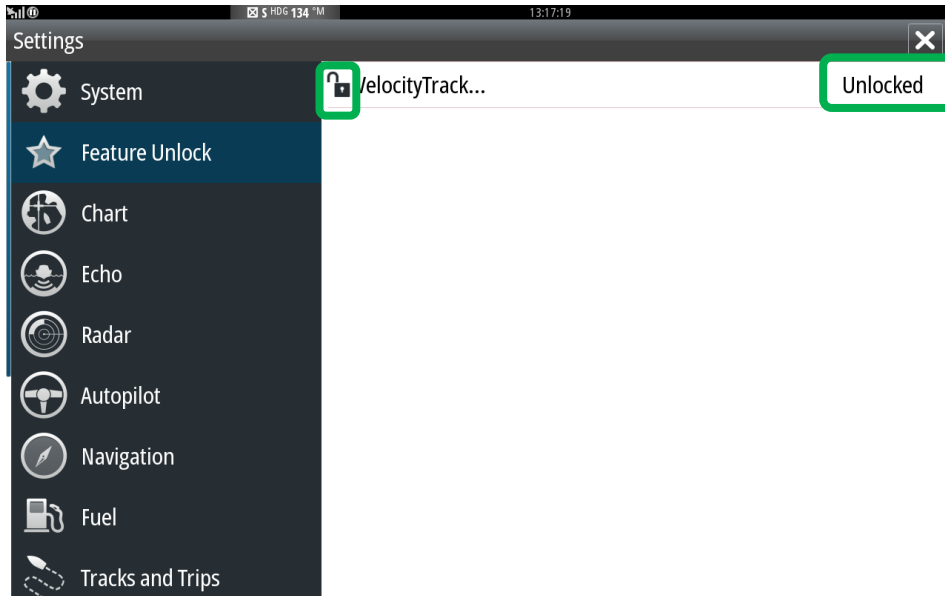 S HDG 134 °M
13:17:19
Settings
System
Feature Unlock
Chart
Echo
Radar
Autopilot
Navigation
Fuel
Tracks and Trips
VelocityTrack...
Unlocked